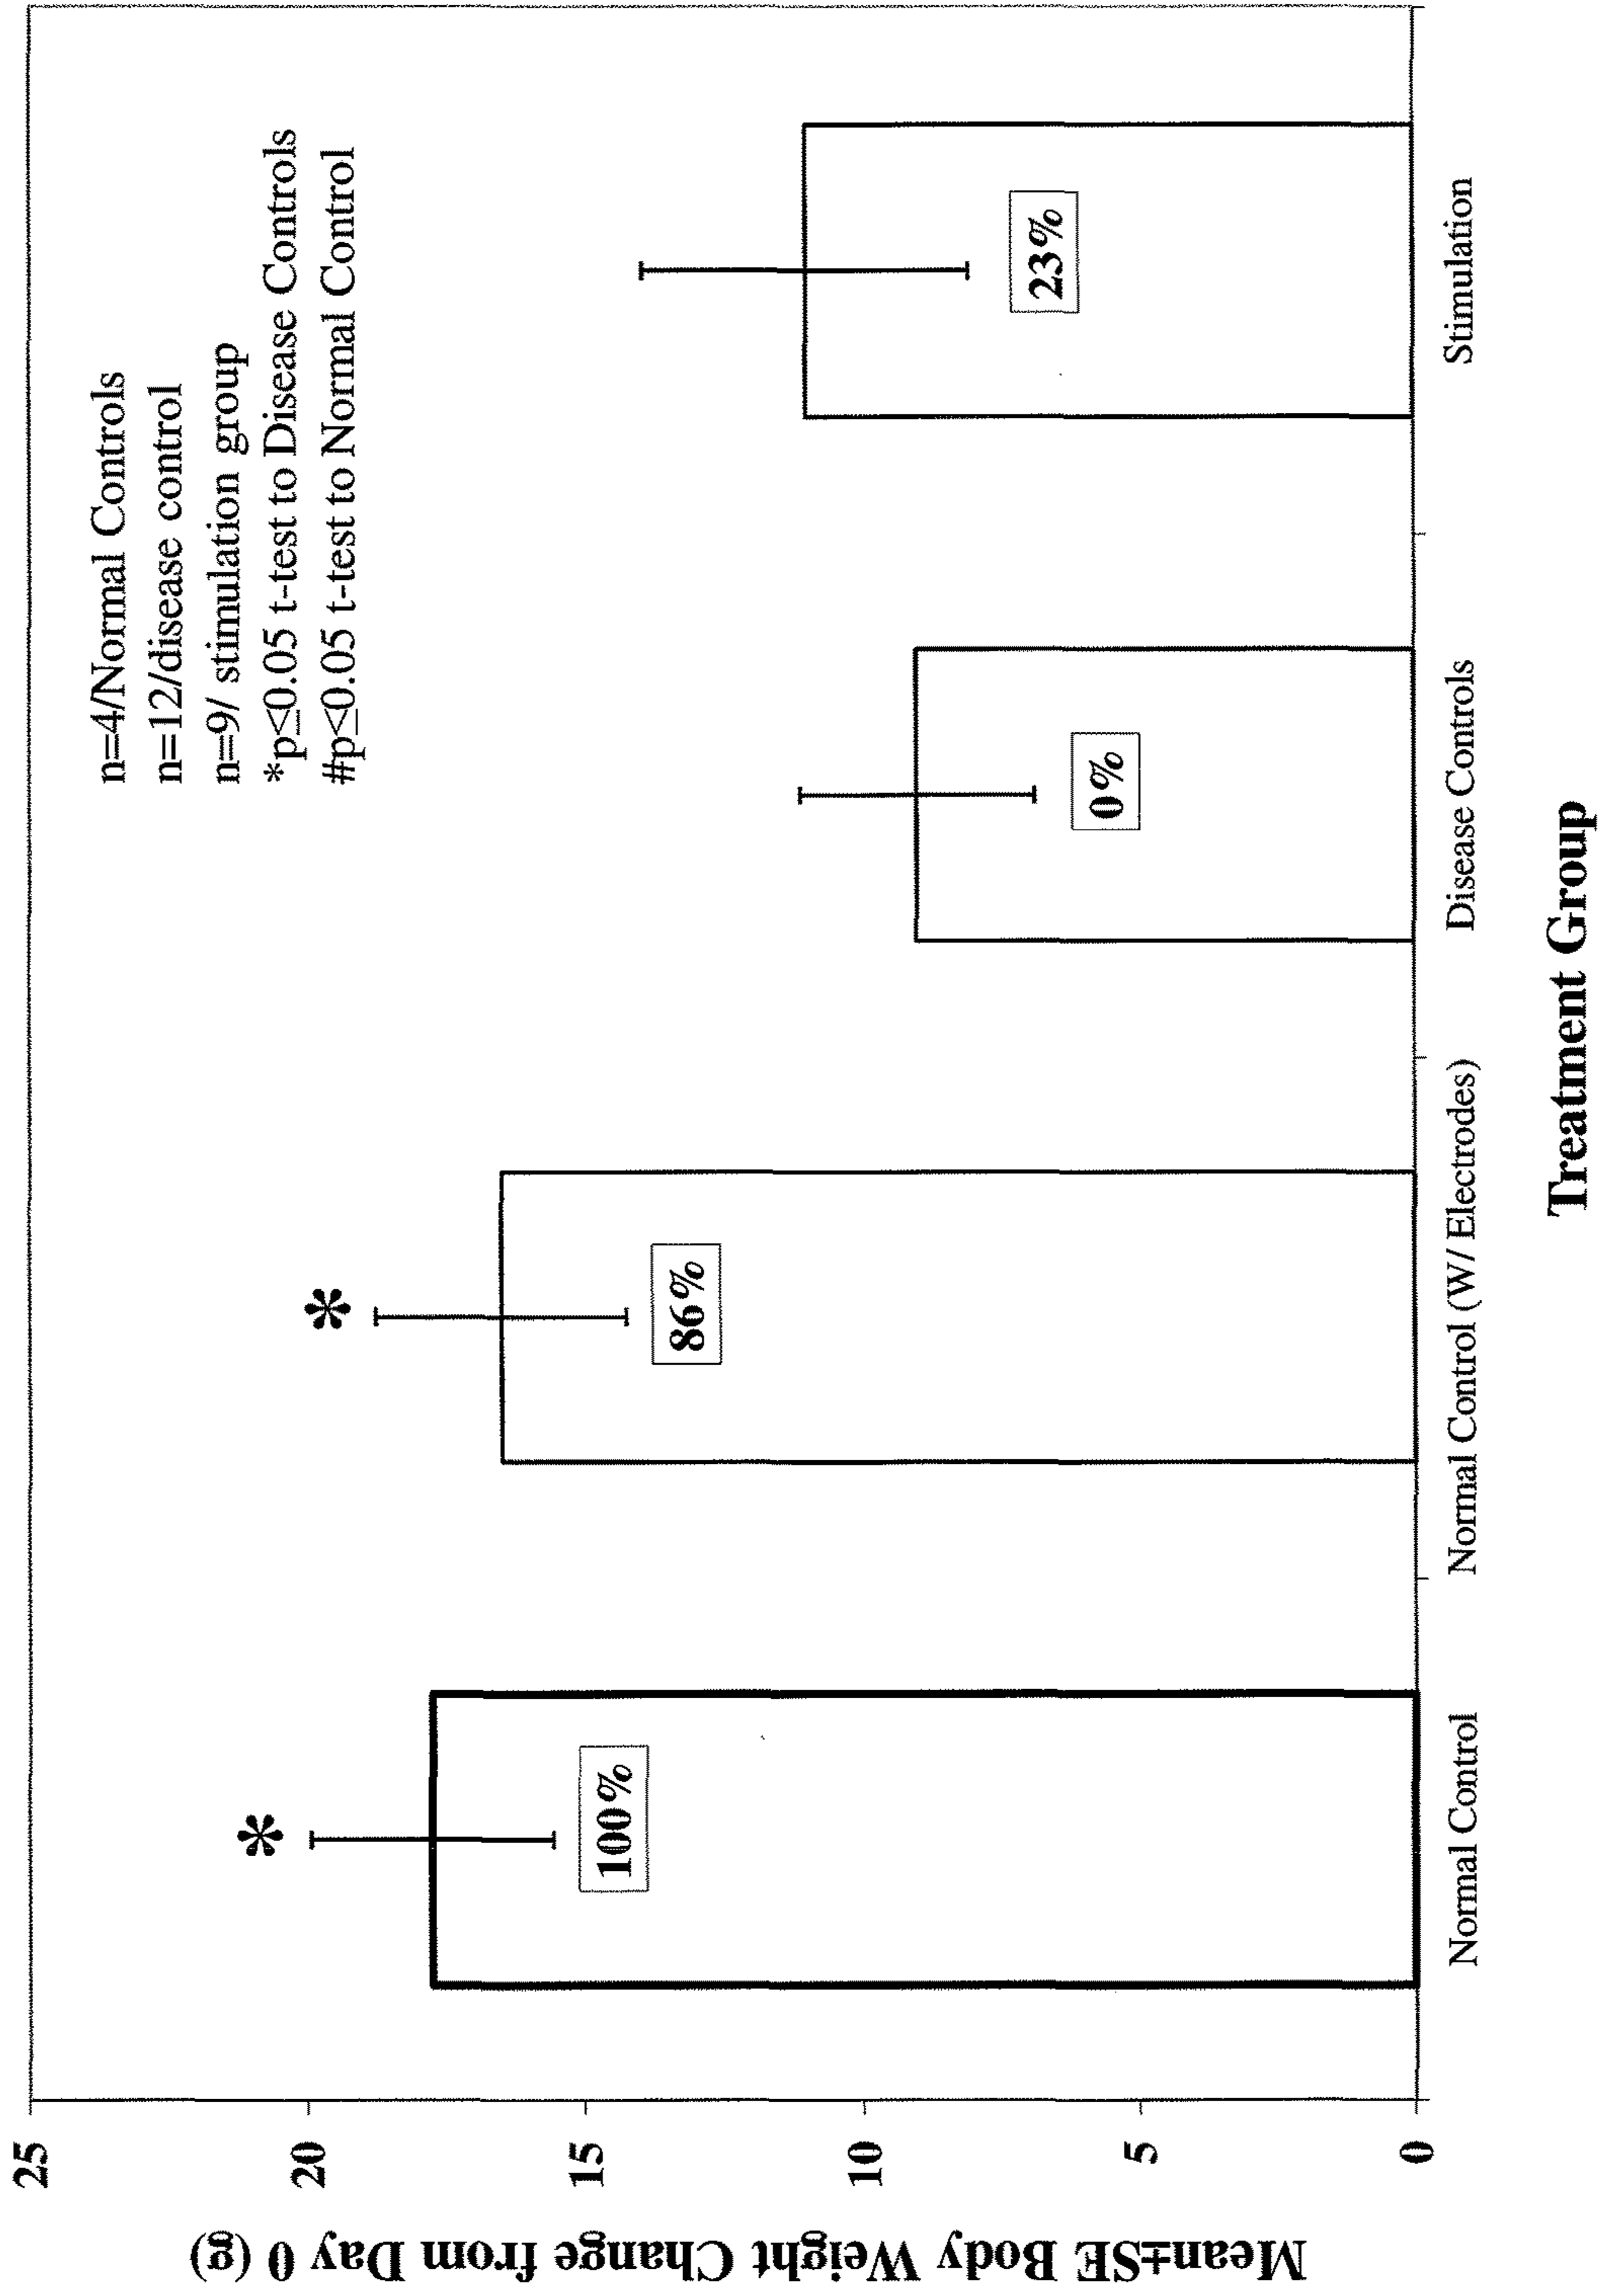 n=4/Normal Controls
n=12/disease control
n=9/ stimulation group
*p≤0.05 t-test to Disease Controls
#p≤0.05 t-test to Normal Control
Mean±SE Body Weight Change from Day 0 (g)
25
20
15
10
5
0
*
*
100%
86%
0%
23%
Normal Control
Normal Control (W/ Electrodes)
Disease Controls
Stimulation
Treatment Group